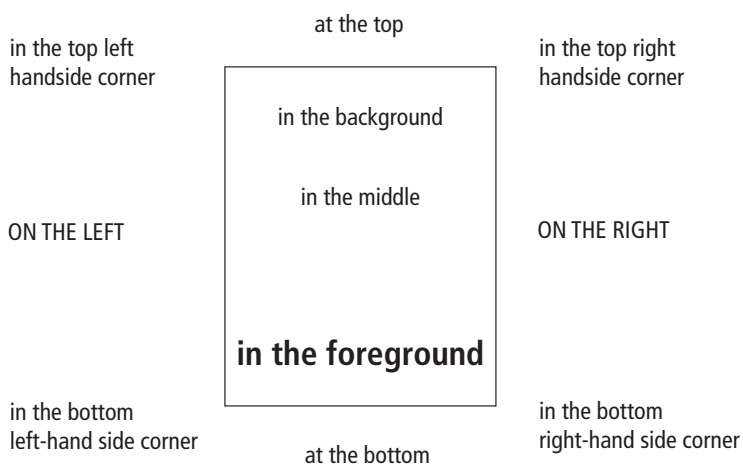 at the top
in the top left
handside corner
in the top right
handside corner
in the background
in the middle
ON THE LEFT
ON THE RIGHT
in the foreground
in the bottom
left-hand side corner
in the bottom
right-hand side corner
at the bottom